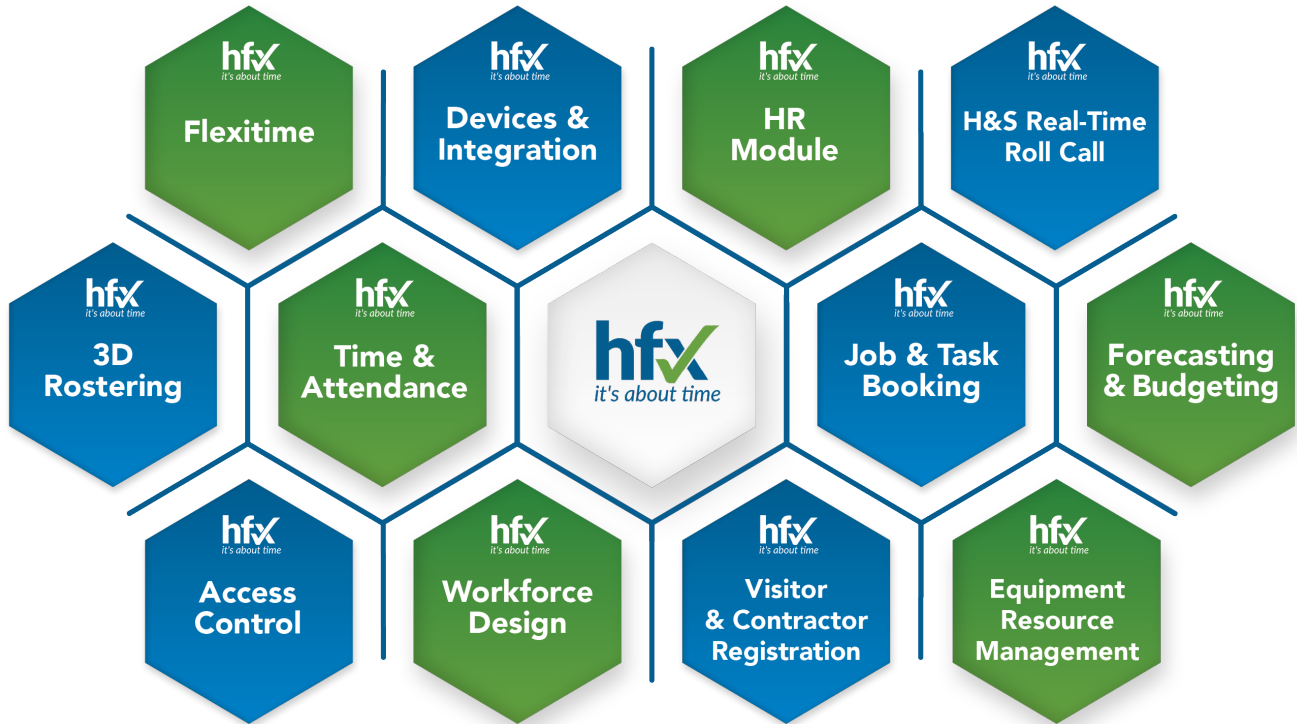 hfx
it's about time
Flexitime
hfx
it's about time
Devices &
Integration
hfx
it's about time
HR
Module
hfx
it's about time
H&S Real-Time
Roll Call
hfx
it's about time
3D
Rostering
hfx
it's about time
Time &
Attendance
hfx
it's about time
hfx
it's about time
Job & Task
Booking
hfx
it's about time
Forecasting
& Budgeting
hfx
it's about time
Access
Control
hfx
it's about time
Workforce
Design
hfx
it's about time
Visitor
& Contractor
Registration
hfx
it's about time
Equipment
Resource
Management